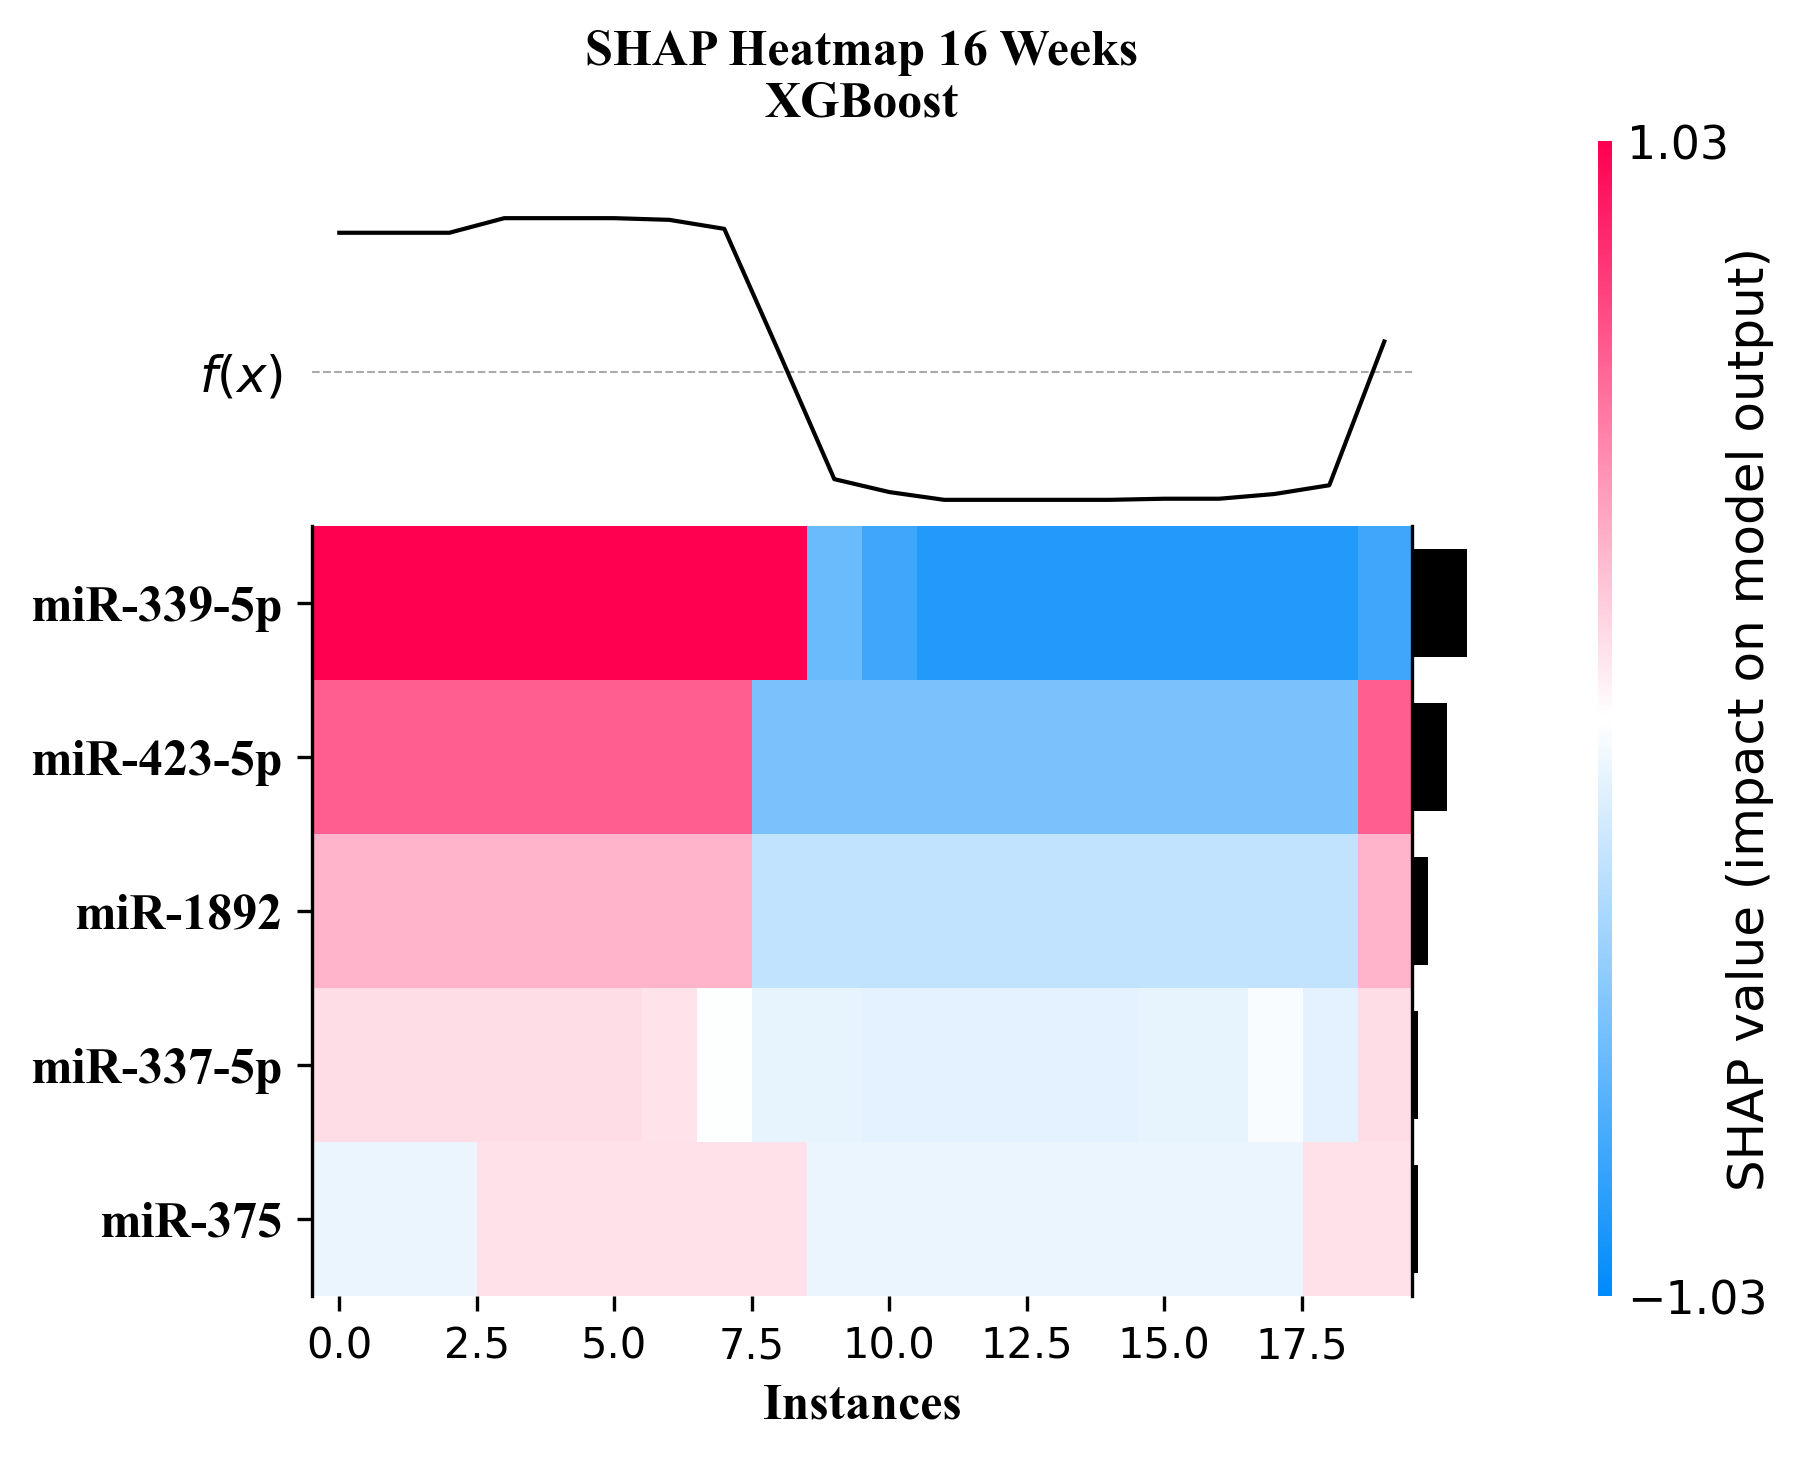 SHAP Heatmap 16 Weeks
XGBoost
1.03
f(x)
miR-339-5p
miR-423-5p
miR-1892
miR-337-5p
miR-375
SHAP value (impact on model output)
−1.03
0.0 2.5 5.0 7.5 10.0 12.5 15.0 17.5
Instances